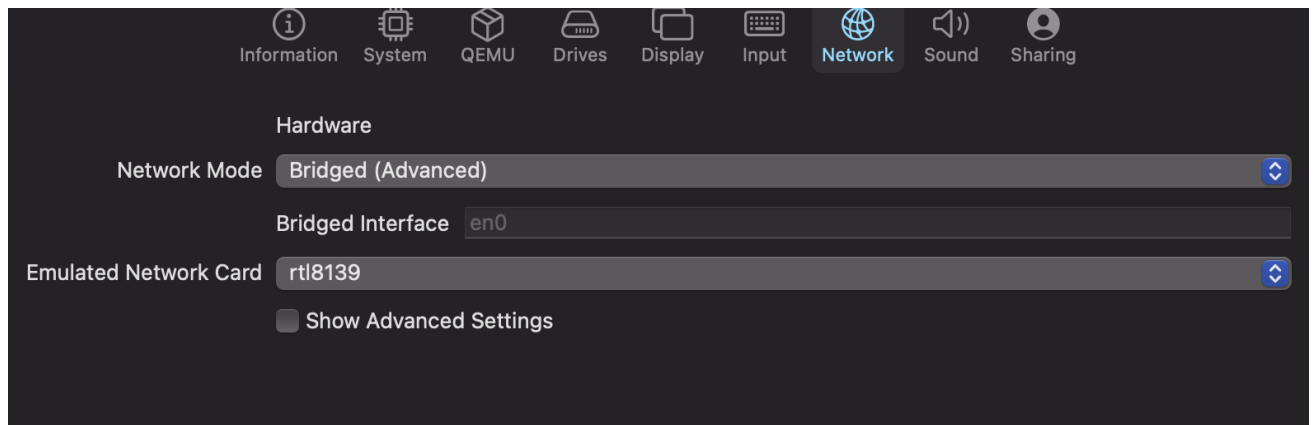 Information System QEMU Drives Display Input Network Sound Sharing
Hardware
Network Mode Bridged (Advanced)
Bridged Interface en0
Emulated Network Card rtl8139
Show Advanced Settings